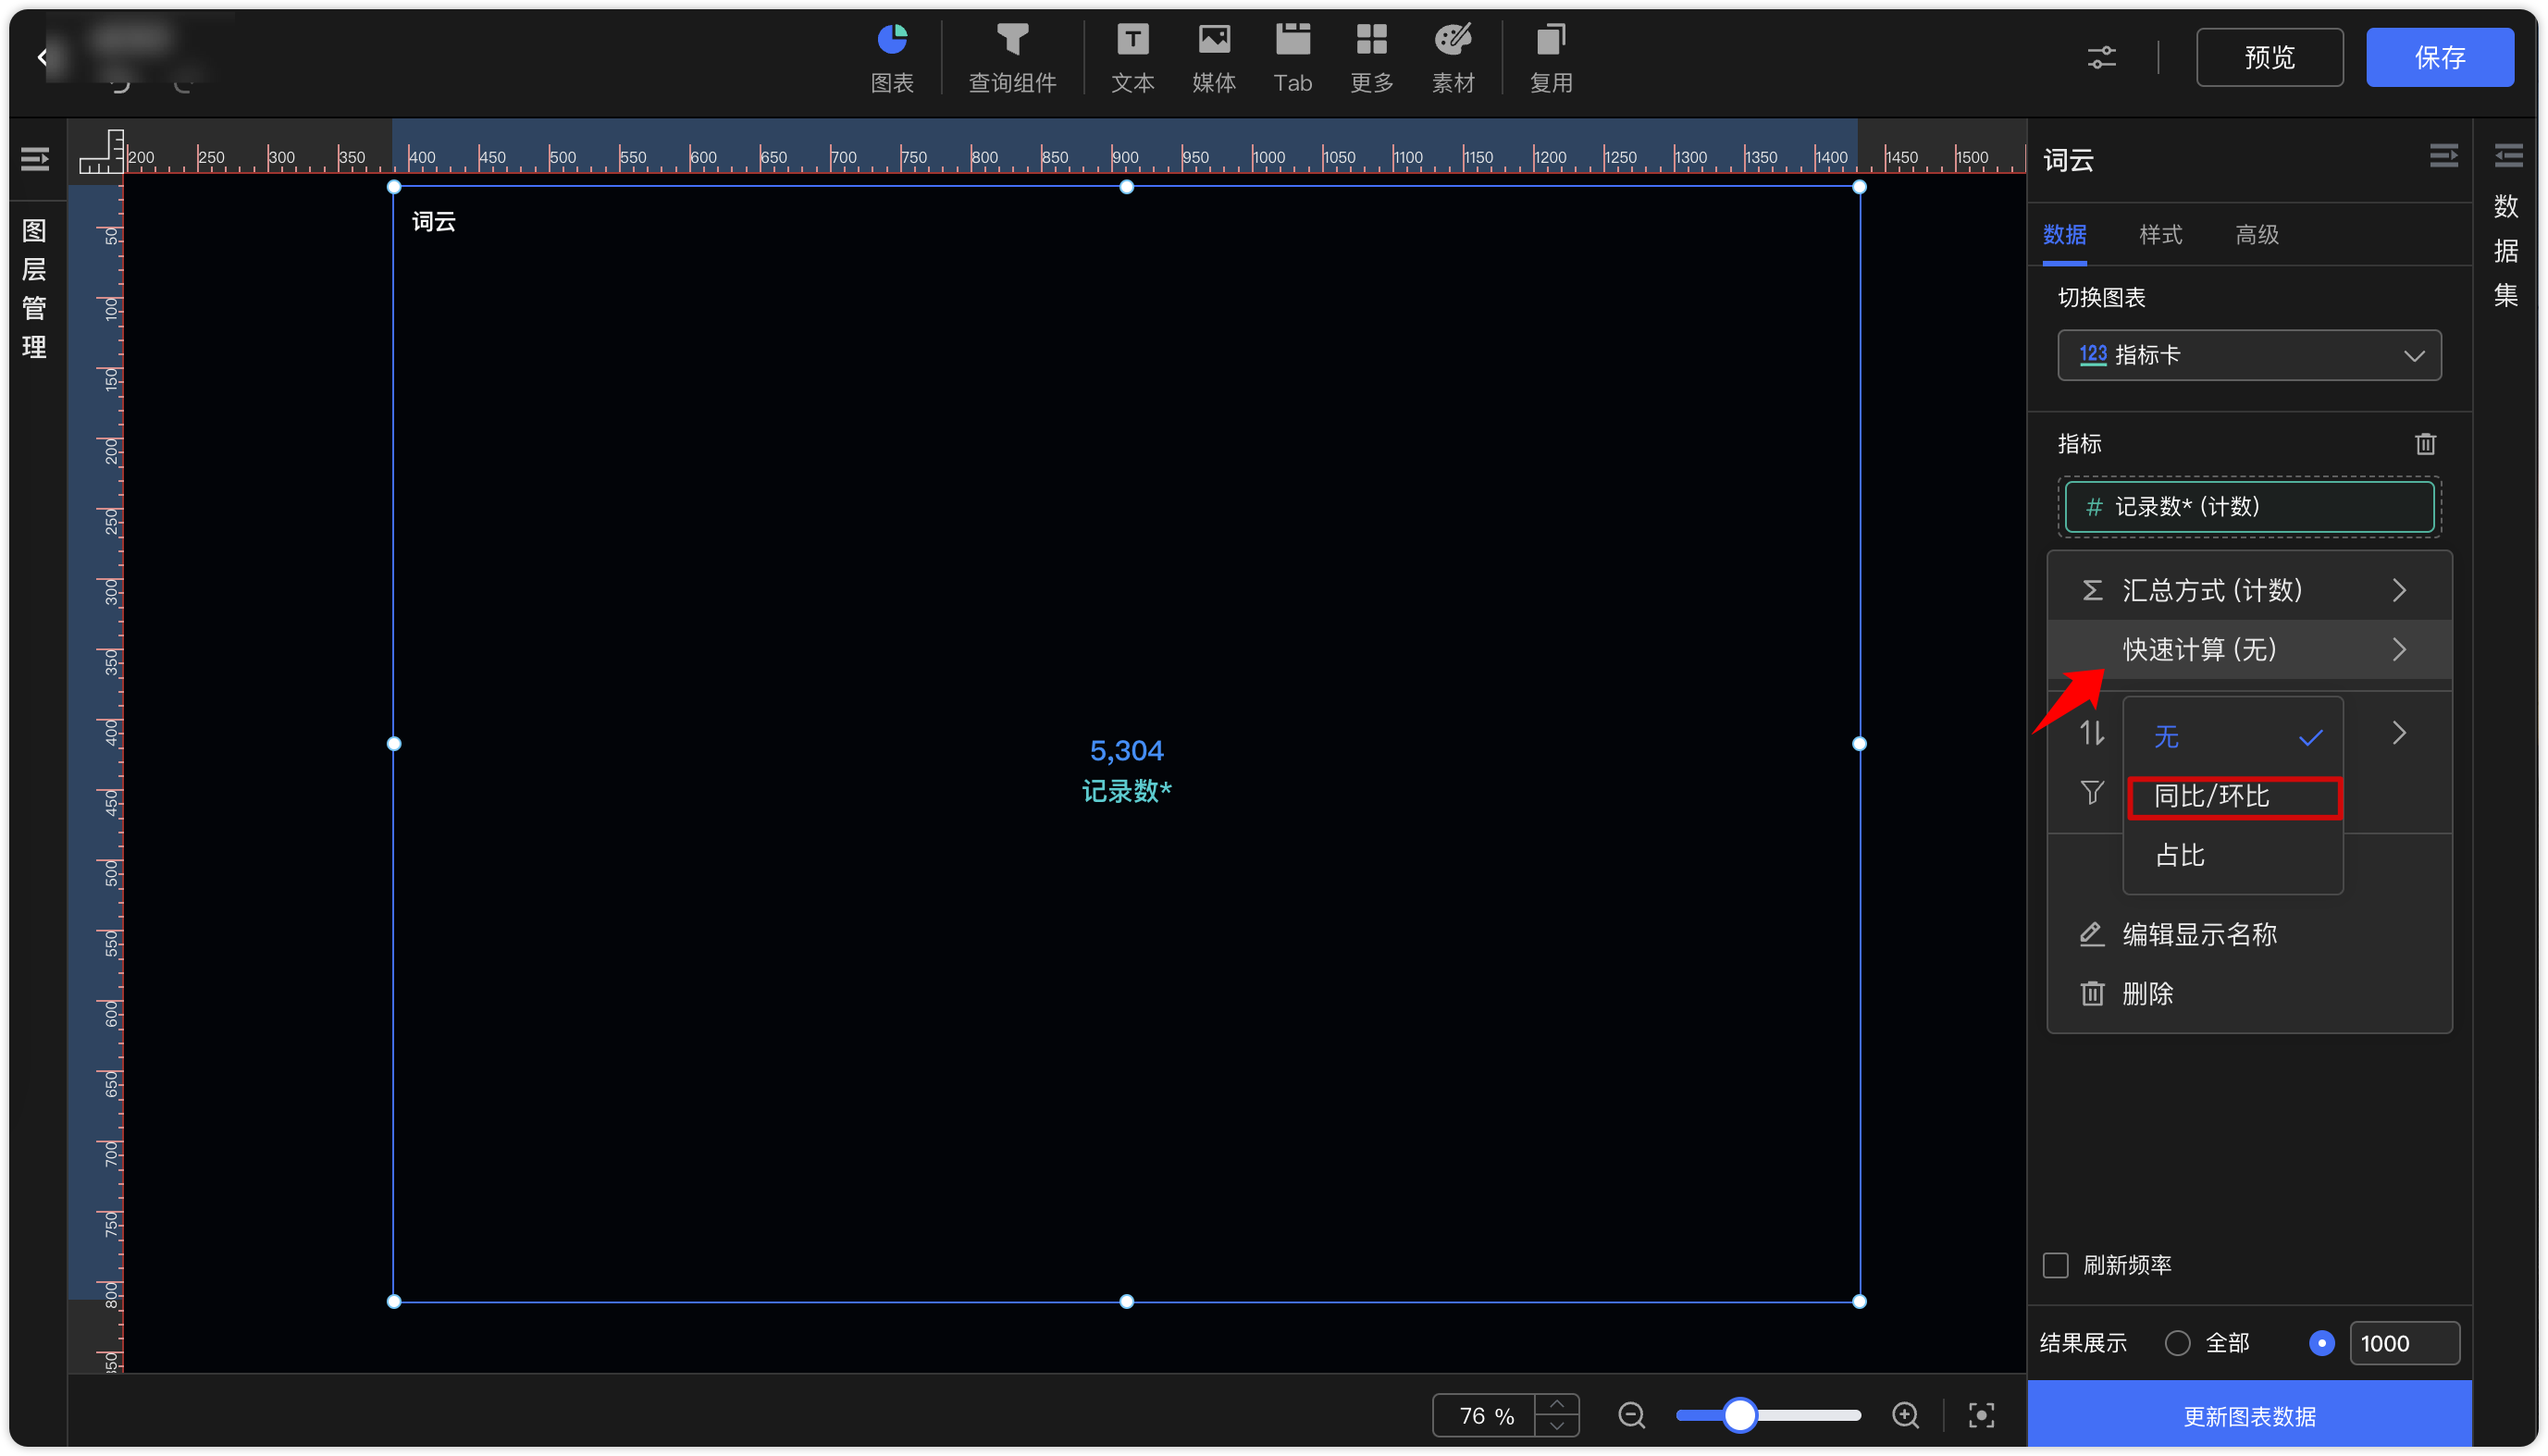 图表
查询组件
文本
媒体
Tab
更多
素材
复用
预览
保存
图层管理
200 250 300 350 400 450 500 550 600 650 700 750 800 850 900 950 1000 1050 1100 1150 1200 1250 1300 1350 1400 1450 1500
50
100
150
200
250
300
350
400
450
500
550
600
650
700
750
800
词云
5,304
记录数*
词云
数据 样式 高级
切换图表
123 指标卡
指标
# 记录数* (计数)
汇总方式 (计数)
快速计算 (无)
无
同比/环比
占比
编辑显示名称
删除
刷新频率
结果展示 全部 1000
更新图表数据
数据集
76 %